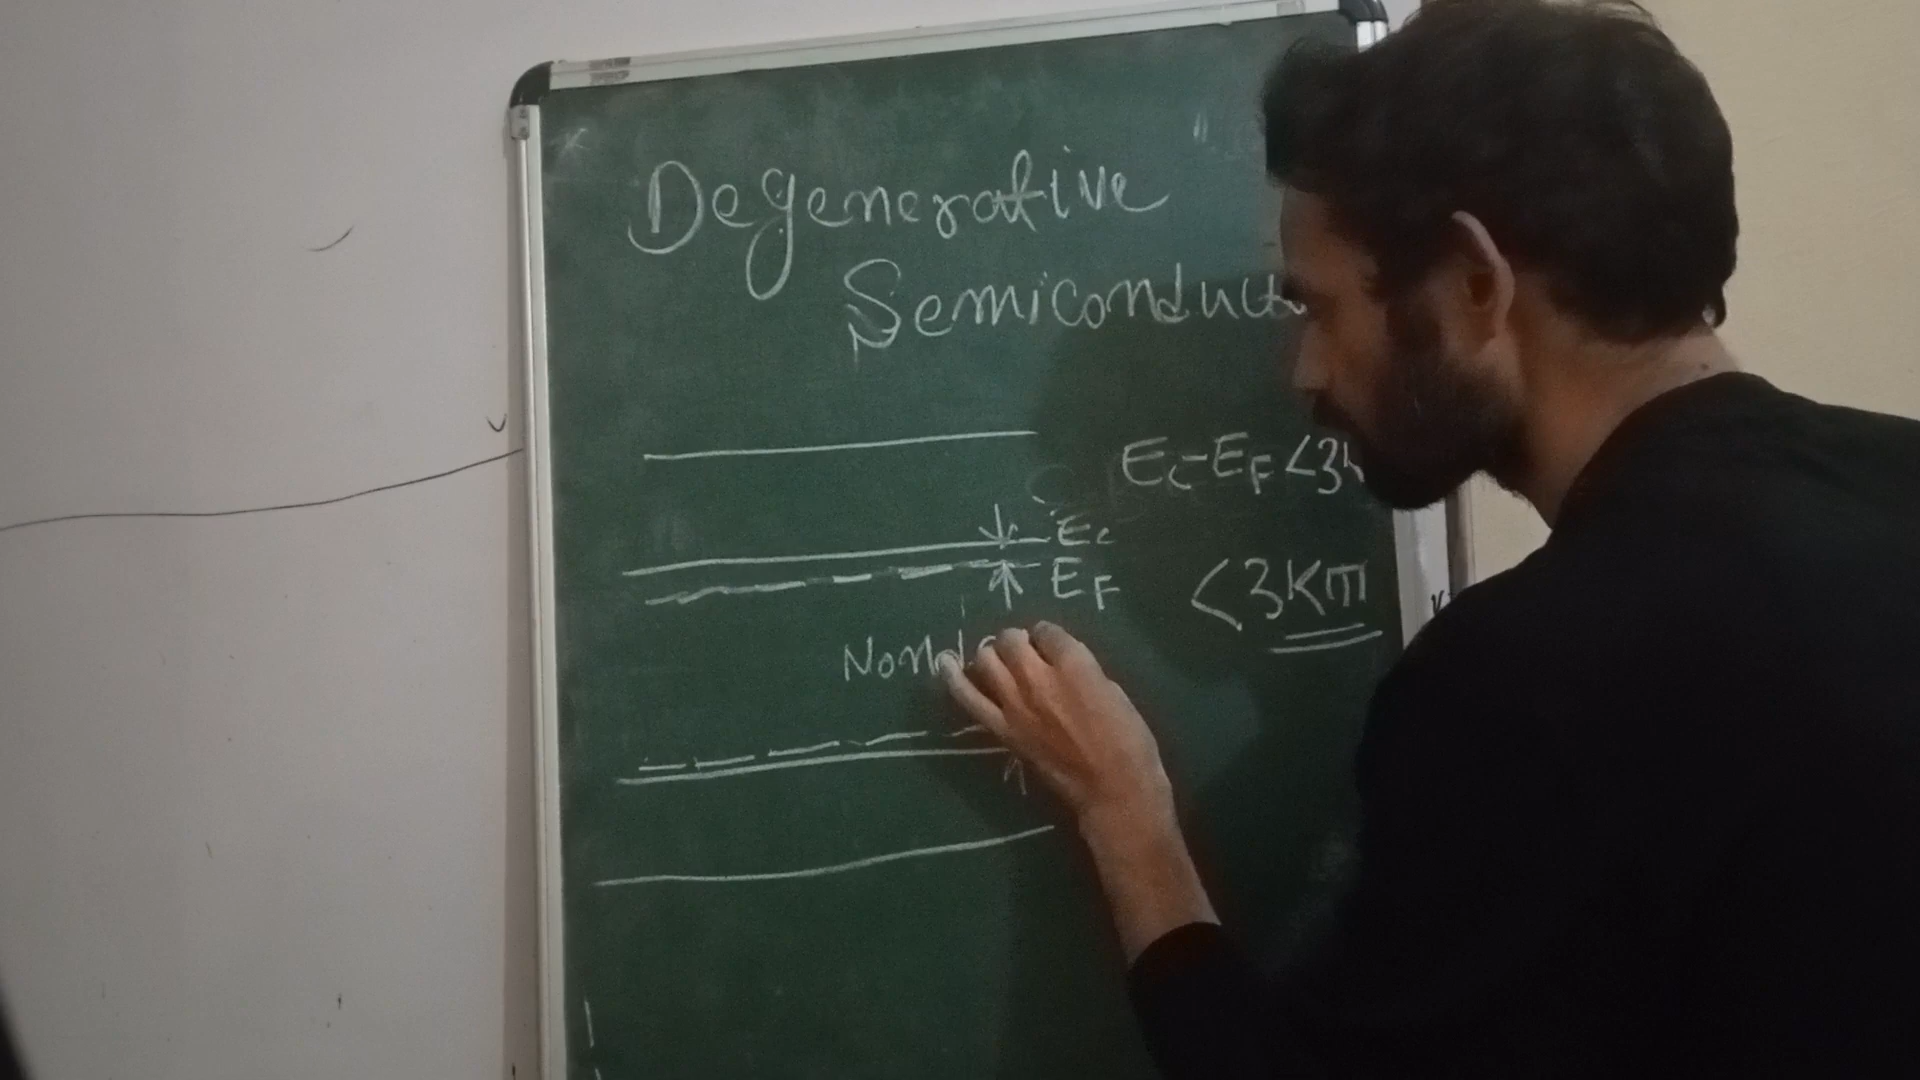 Degenerative
Semiconduct
Ec-EF<3k
Ec
EF
<3KT
Nond